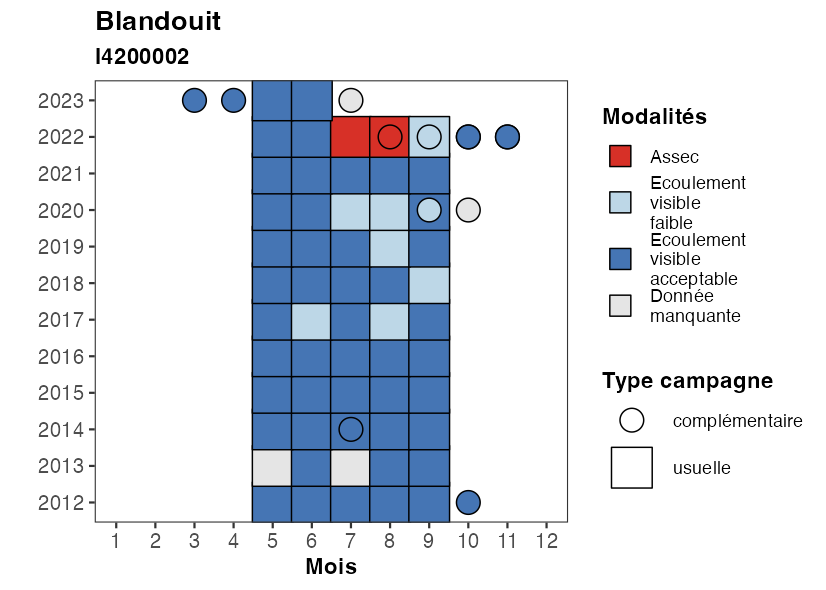 Blandouit
I4200002
2023
2022
2021
2020
2019
2018
2017
2016
2015
2014
2013
2012
1 2 3 4 5 6 7 8 9 10 11 12
Mois
Modalités
Assec
Ecoulement
visible
faible
Ecoulement
visible
acceptable
Donnée
manquante
Type campagne
complémentaire
usuelle